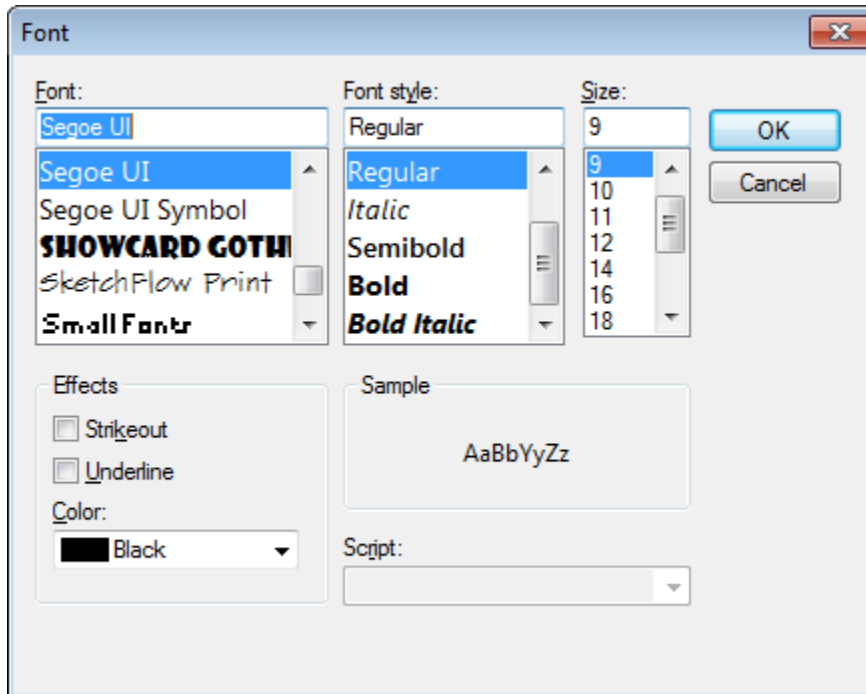 Font
Font:
Segoe UI
Segoe UI
Segoe UI Symbol
SHOWCARD GOTHI
SketchFlow Print
Small Fonts
Font style:
Regular
Regular
Italic
Semibold
Bold
Bold Italic
Size:
9
9
10
11
12
14
16
18
OK
Cancel
Effects
Strikeout
Underline
Color:
Black
Sample
AaBbYyZz
Script: